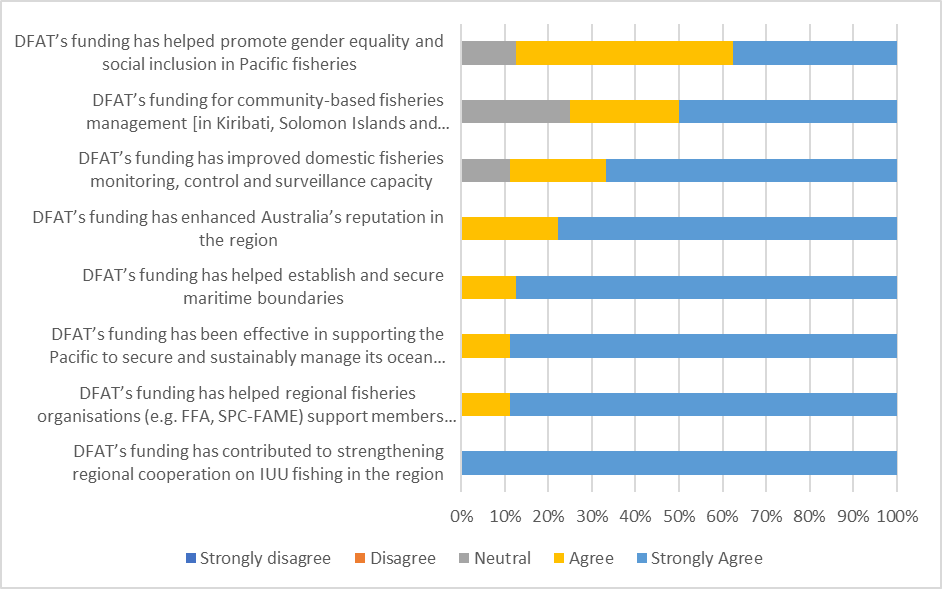 DFAT’s funding has helped promote gender equality and
social inclusion in Pacific fisheries
DFAT’s funding for community-based fisheries
management [in Kiribati, Solomon Islands and…
DFAT’s funding has improved domestic fisheries
monitoring, control and surveillance capacity
DFAT’s funding has enhanced Australia’s reputation in
the region
DFAT’s funding has helped establish and secure
maritime boundaries
DFAT’s funding has been effective in supporting the
Pacific to secure and sustainably manage its ocean…
DFAT’s funding has helped regional fisheries
organisations (e.g. FFA, SPC-FAME) support members…
DFAT’s funding has contributed to strengthening
regional cooperation on IUU fishing in the region
0% 10% 20% 30% 40% 50% 60% 70% 80% 90% 100%
Strongly disagree Disagree Neutral Agree Strongly Agree